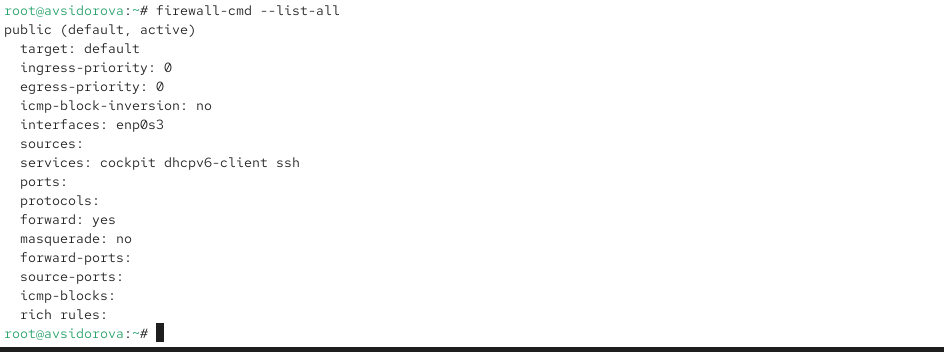 root@avsidorova:~# firewall-cmd --list-all
public (default, active)
  target: default
  ingress-priority: 0
  egress-priority: 0
  icmp-block-inversion: no
  interfaces: enp0s3
  sources:
  services: cockpit dhcpv6-client ssh
  ports:
  protocols:
  forward: yes
  masquerade: no
  forward-ports:
  source-ports:
  icmp-blocks:
  rich rules:
root@avsidorova:~#